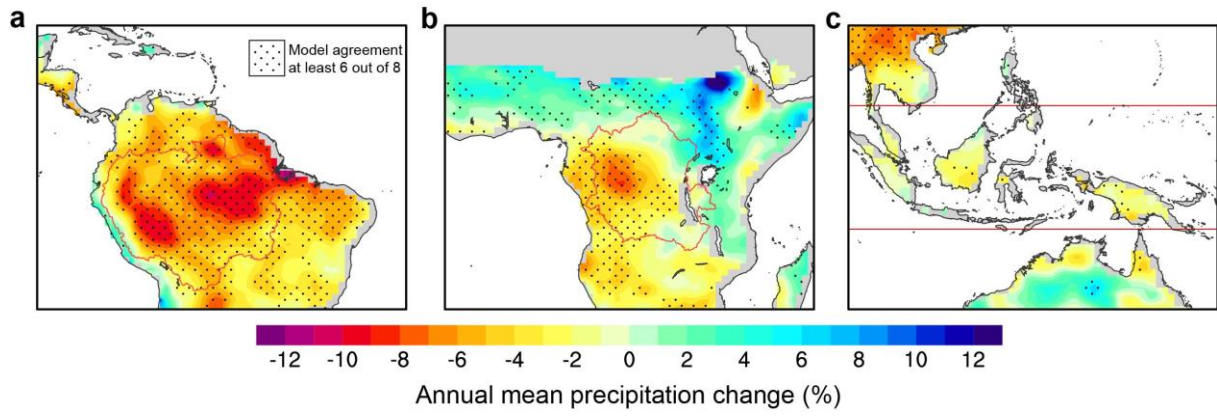 a
b
c
Model agreement
at least 6 out of 8
-12 -10 -8 -6 -4 -2 0 2 4 6 8 10 12
Annual mean precipitation change (%)